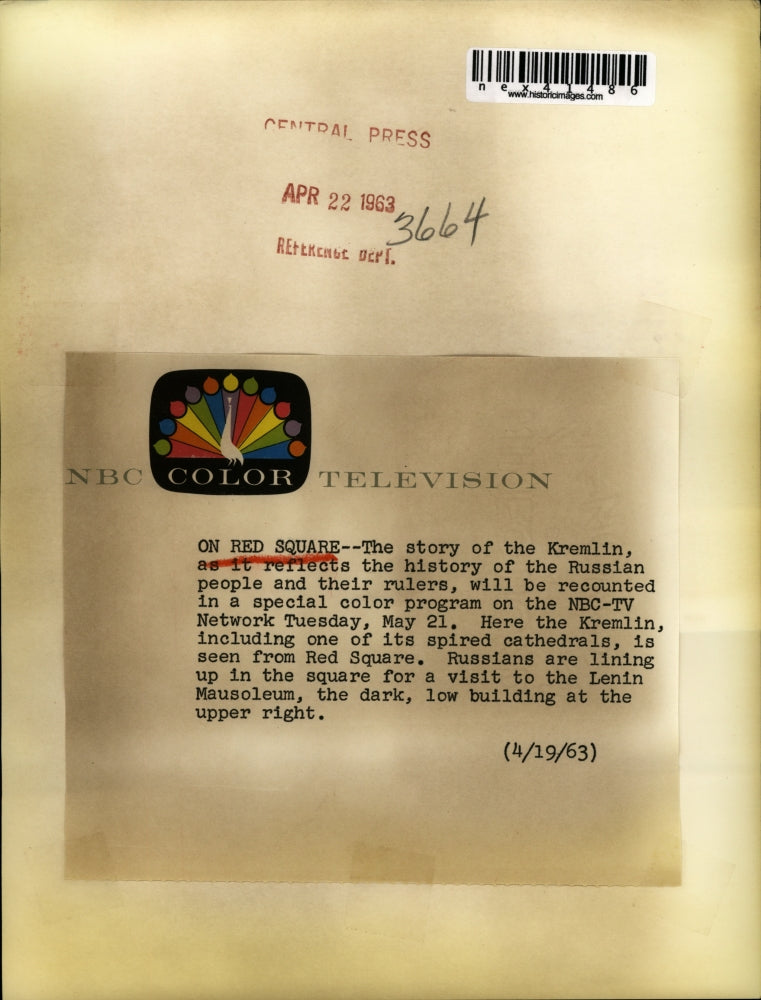 nex41486
www.historicimages.com
CENTRAL PRESS
APR 22 1963
3664
REFERENCE DEPT.
NBC COLOR TELEVISION
ON RED SQUARE--The story of the Kremlin,
as it reflects the history of the Russian
people and their rulers, will be recounted
in a special color program on the NBC-TV
Network Tuesday, May 21. Here the Kremlin,
including one of its spired cathedrals, is
seen from Red Square. Russians are lining
up in the square for a visit to the Lenin
Mausoleum, the dark, low building at the
upper right.
(4/19/63)